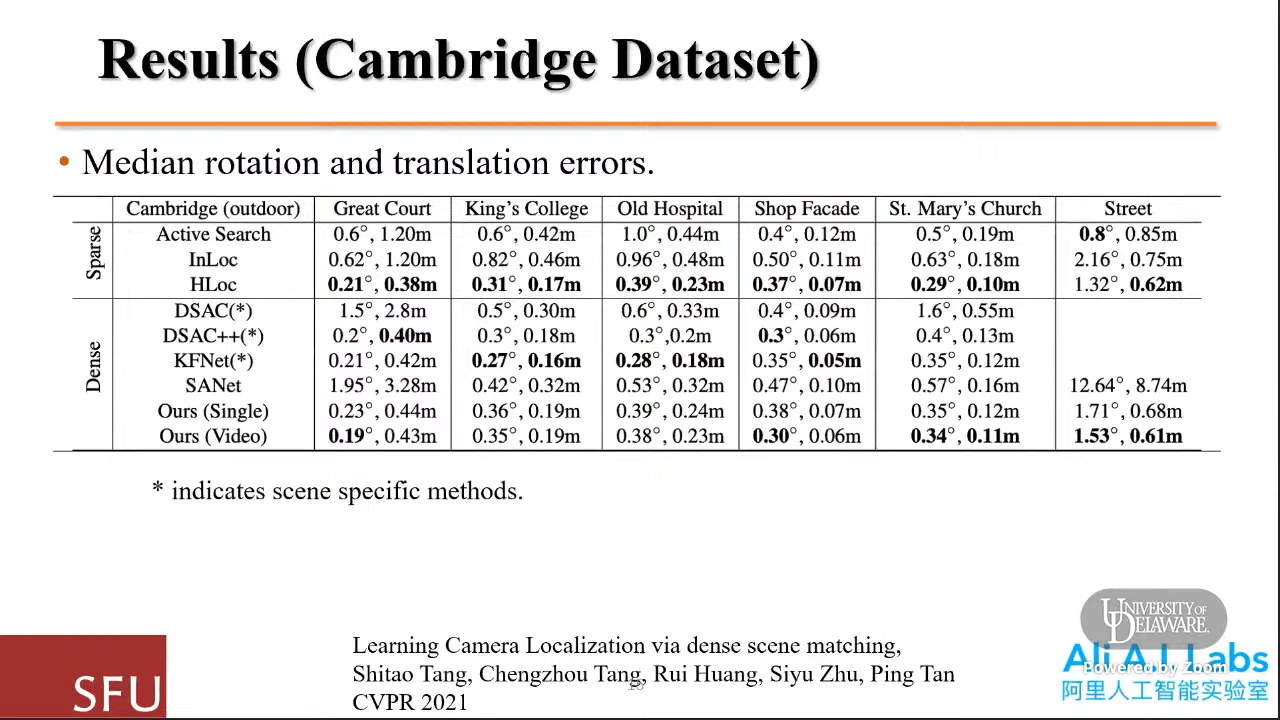 Results (Cambridge Dataset)
• Median rotation and translation errors.
Cambridge (outdoor) Great Court King's College Old Hospital Shop Facade St. Mary's Church Street
Sparse
Active Search 0.6°, 1.20m 0.6°, 0.42m 1.0°, 0.44m 0.4°, 0.12m 0.5°, 0.19m 0.8°, 0.85m
InLoc 0.62°, 1.20m 0.82°, 0.46m 0.96°, 0.48m 0.50°, 0.11m 0.63°, 0.18m 2.16°, 0.75m
HLoc 0.21°, 0.38m 0.31°, 0.17m 0.39°, 0.23m 0.37°, 0.07m 0.29°, 0.10m 1.32°, 0.62m
Dense
DSAC(*) 1.5°, 2.8m 0.5°, 0.30m 0.6°, 0.33m 0.4°, 0.09m 1.6°, 0.55m
DSAC++(*) 0.2°, 0.40m 0.3°, 0.18m 0.3°,0.2m 0.3°, 0.06m 0.4°, 0.13m
KFNet(*) 0.21°, 0.42m 0.27°, 0.16m 0.28°, 0.18m 0.35°, 0.05m 0.35°, 0.12m
SANet 1.95°, 3.28m 0.42°, 0.32m 0.53°, 0.32m 0.47°, 0.10m 0.57°, 0.16m 12.64°, 8.74m
Ours (Single) 0.23°, 0.44m 0.36°, 0.19m 0.39°, 0.24m 0.38°, 0.07m 0.35°, 0.12m 1.71°, 0.68m
Ours (Video) 0.19°, 0.43m 0.35°, 0.19m 0.38°, 0.23m 0.30°, 0.06m 0.34°, 0.11m 1.53°, 0.61m
* indicates scene specific methods.
Learning Camera Localization via dense scene matching,
Shitao Tang, Chengzhou Tang, Rui Huang, Siyu Zhu, Ping Tan
CVPR 2021
SFU
UNIVERSITY OF
DELAWARE.
Ali A.I. Labs
Powered by Zoom
阿里人工智能实验室